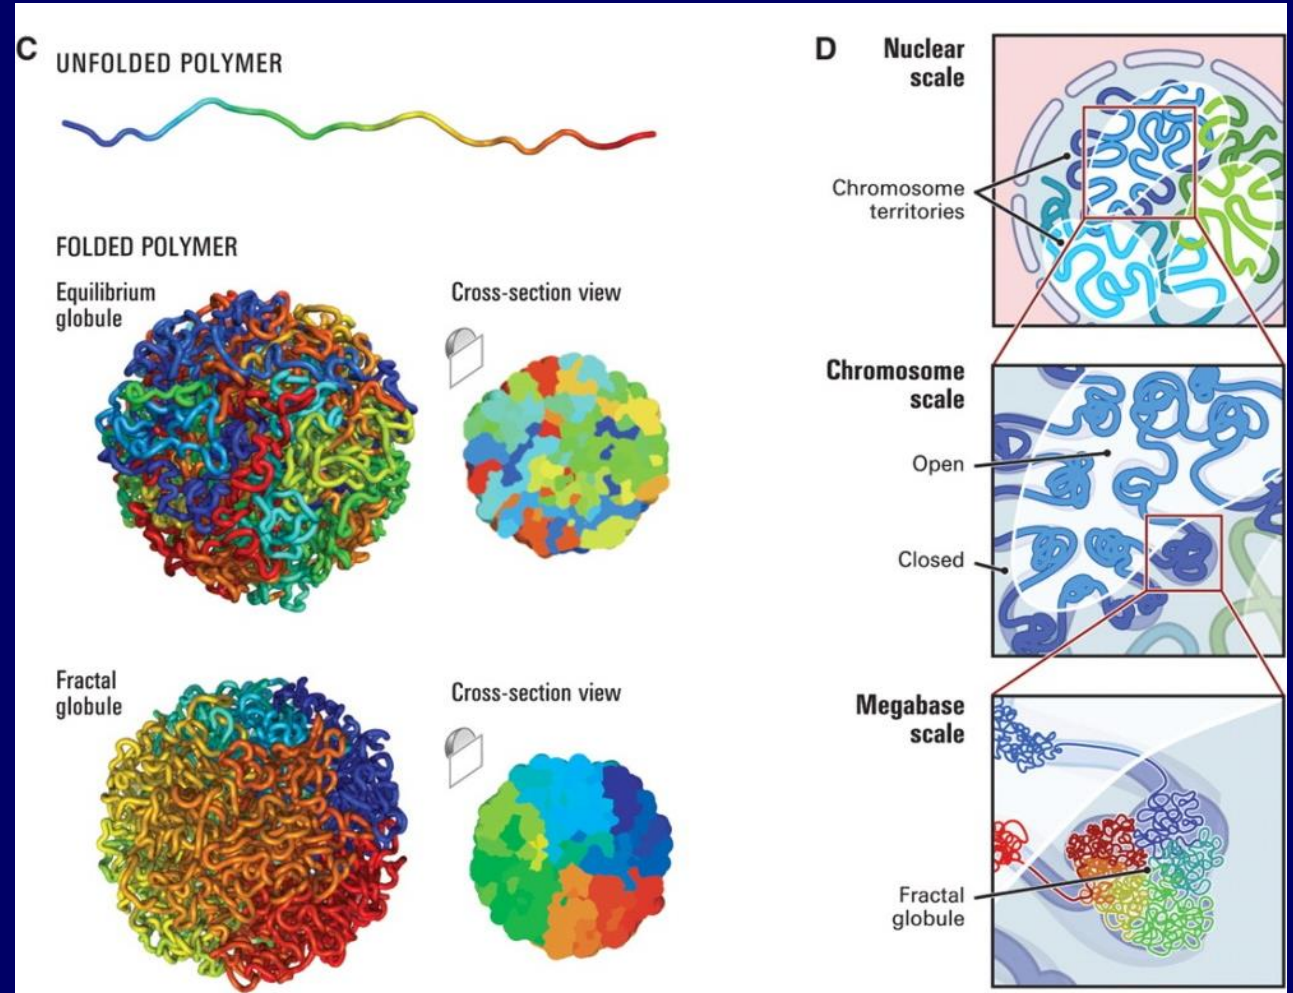 C
UNFOLDED POLYMER
FOLDED POLYMER
Equilibrium
globule
Cross-section view
Fractal
globule
Cross-section view
D
Nuclear
scale
Chromosome
territories
Chromosome
scale
Open
Closed
Megabase
scale
Fractal
globule